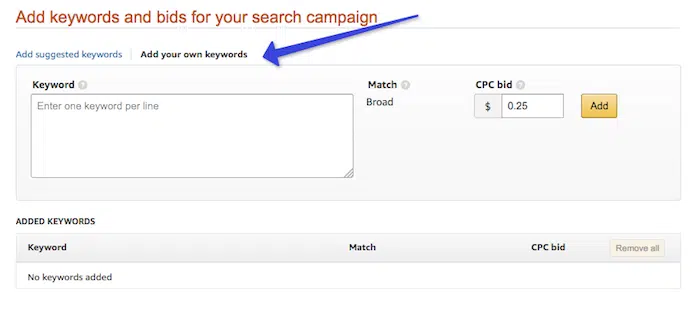 Add keywords and bids for your search campaign
Add suggested keywords | Add your own keywords
Keyword ? Match ? CPC bid ?
Enter one keyword per line Broad $ 0.25 Add
ADDED KEYWORDS
Keyword Match CPC bid Remove all
No keywords added